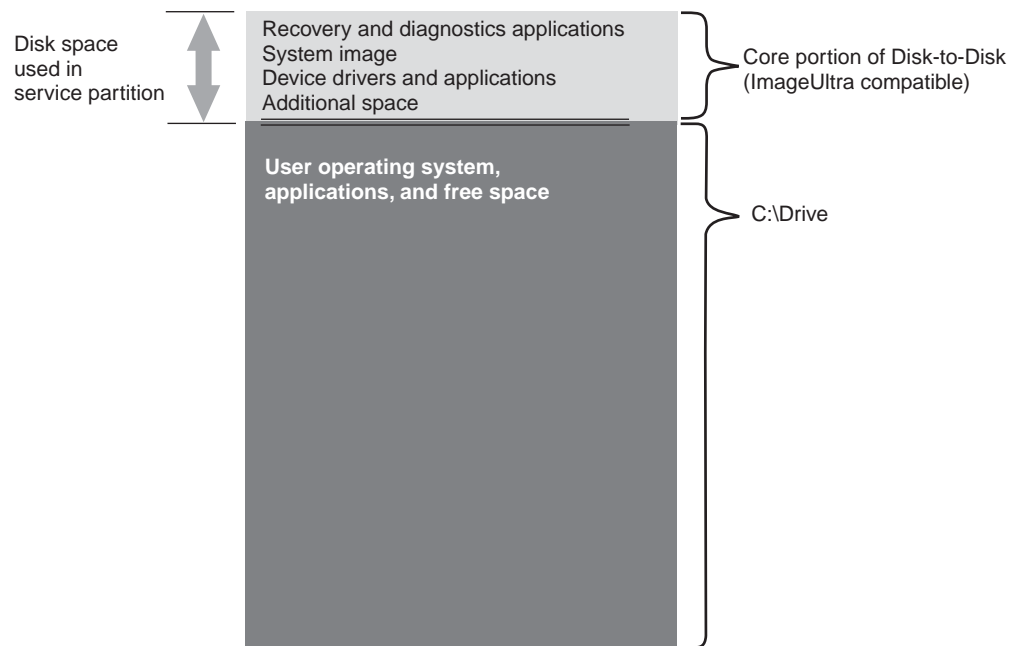 Disk space
used in
service partition
Recovery and diagnostics applications
System image
Device drivers and applications
Additional space
Core portion of Disk-to-Disk
(ImageUltra compatible)
User operating system,
applications, and free space
C:\Drive